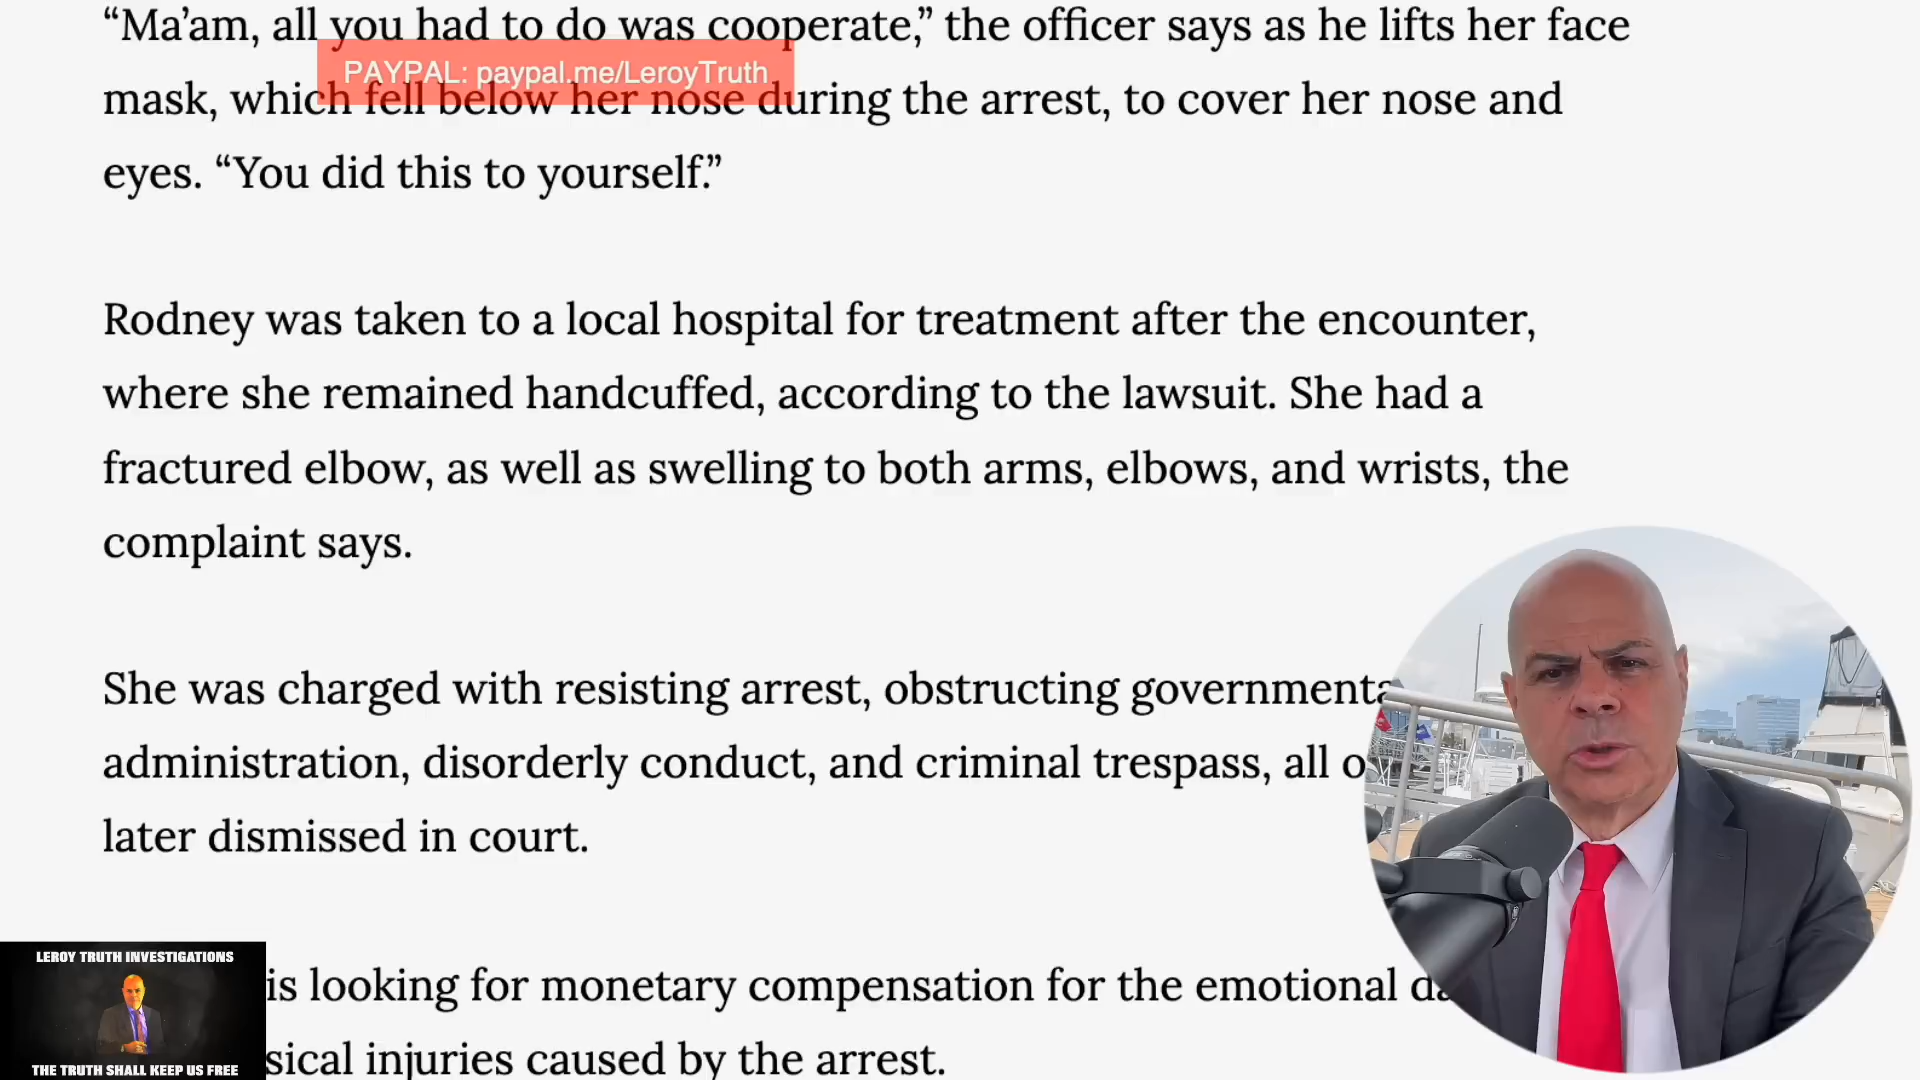 “Ma’am, all you had to do was cooperate,” the officer says as he lifts her face
PAYPAL: paypal.me/LeroyTruth
mask, which fell below her nose during the arrest, to cover her nose and
eyes. “You did this to yourself.”
Rodney was taken to a local hospital for treatment after the encounter,
where she remained handcuffed, according to the lawsuit. She had a
fractured elbow, as well as swelling to both arms, elbows, and wrists, the
complaint says.
She was charged with resisting arrest, obstructing governmenta
administration, disorderly conduct, and criminal trespass, all o
later dismissed in court.
LEROY TRUTH INVESTIGATIONS
is looking for monetary compensation for the emotional da
sical injuries caused by the arrest.
THE TRUTH SHALL KEEP US FREE